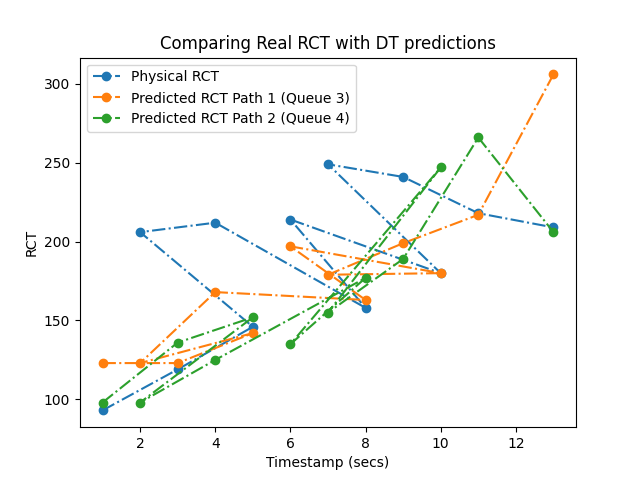 Comparing Real RCT with DT predictions
Physical RCT
Predicted RCT Path 1 (Queue 3)
Predicted RCT Path 2 (Queue 4)
300
250
200
150
100
RCT
2 4 6 8 10 12
Timestamp (secs)